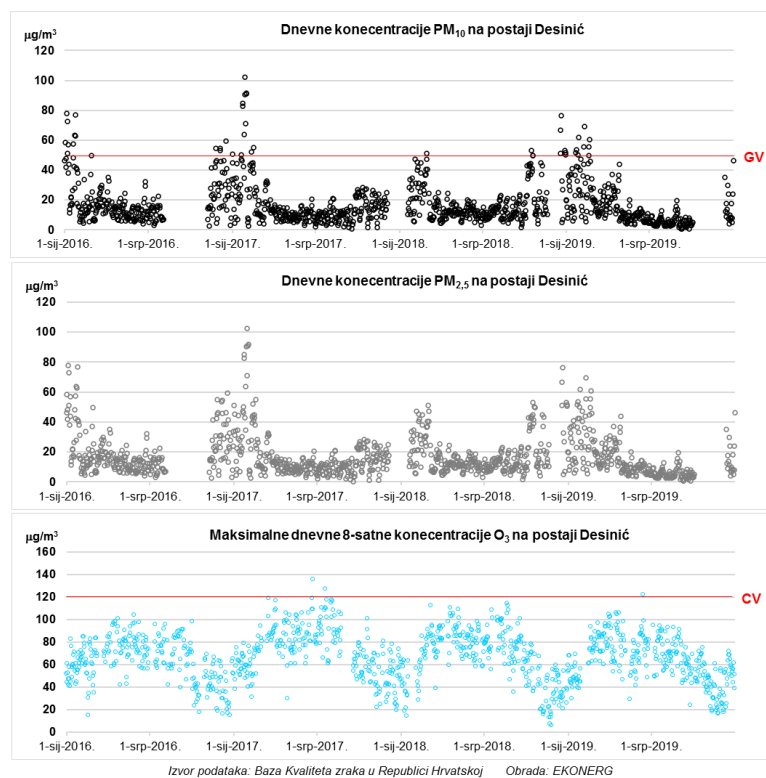 Dnevne konecentracije PM10 na postaji Desinić
µg/m³
120
100
80
60
40
20
0
GV
1-sij-2016.
1-srp-2016.
1-sij-2017.
1-srp-2017.
1-sij-2018.
1-srp-2018.
1-sij-2019.
1-srp-2019.
Dnevne konecentracije PM2,5 na postaji Desinić
µg/m³
120
100
80
60
40
20
0
1-sij-2016.
1-srp-2016.
1-sij-2017.
1-srp-2017.
1-sij-2018.
1-srp-2018.
1-sij-2019.
1-srp-2019.
Maksimalne dnevne 8-satne konecentracije O3 na postaji Desinić
µg/m³
160
140
120
100
80
60
40
20
0
CV
1-sij-2016.
1-srp-2016.
1-sij-2017.
1-srp-2017.
1-sij-2018.
1-srp-2018.
1-sij-2019.
1-srp-2019.
Izvor podataka: Baza Kvaliteta zraka u Republici Hrvatskoj Obrada: EKONERG